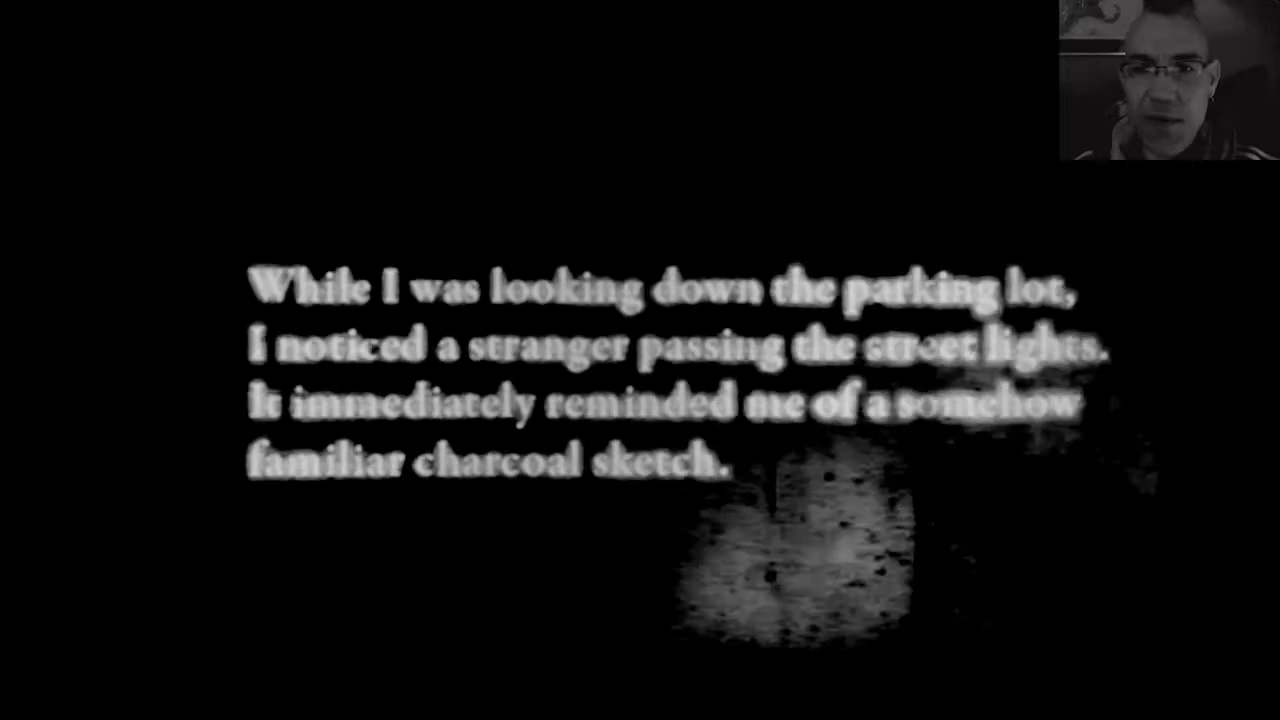 While I was looking down the parking lot,
I noticed a stranger passing the street lights.
It immediately reminded me of a somehow
familiar charcoal sketch.